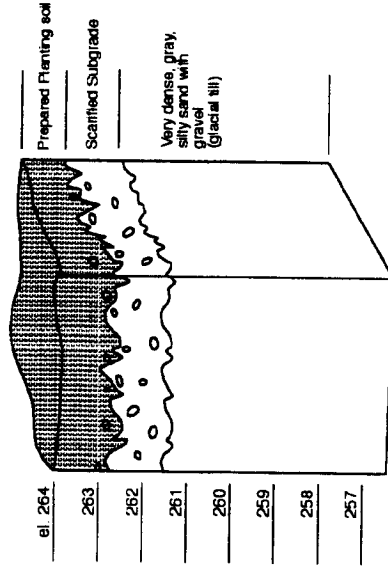 Prepared Planting soil
Scarified Subgrade
Very dense, gray,
silty sand with
gravel
(glacial till)
el. 264
263
262
261
260
259
258
257